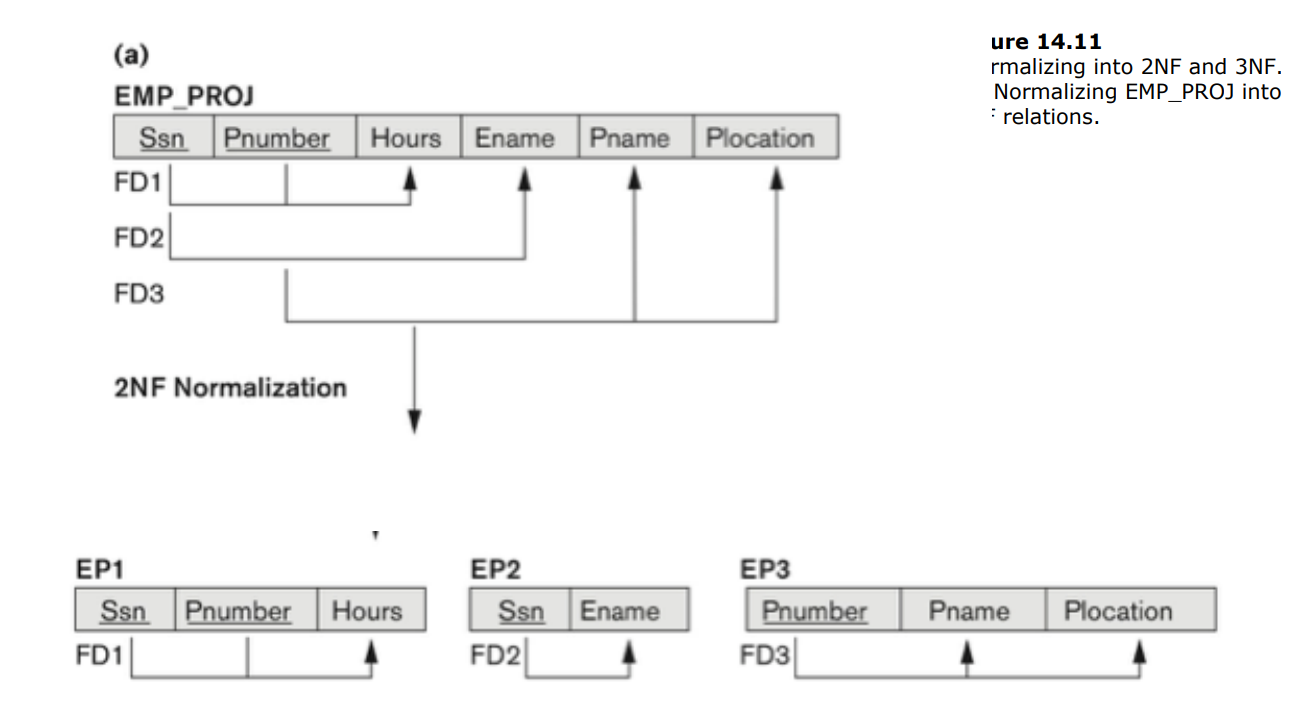 (a)
ure 14.11
rmalizing into 2NF and 3NF.
Normalizing EMP_PROJ into
relations.
EMP_PROJ
Ssn Pnumber Hours Ename Pname Plocation
FD1
FD2
FD3
2NF Normalization
EP1 EP2 EP3
Ssn Pnumber Hours Ssn Ename Pnumber Pname Plocation
FD1 FD2 FD3